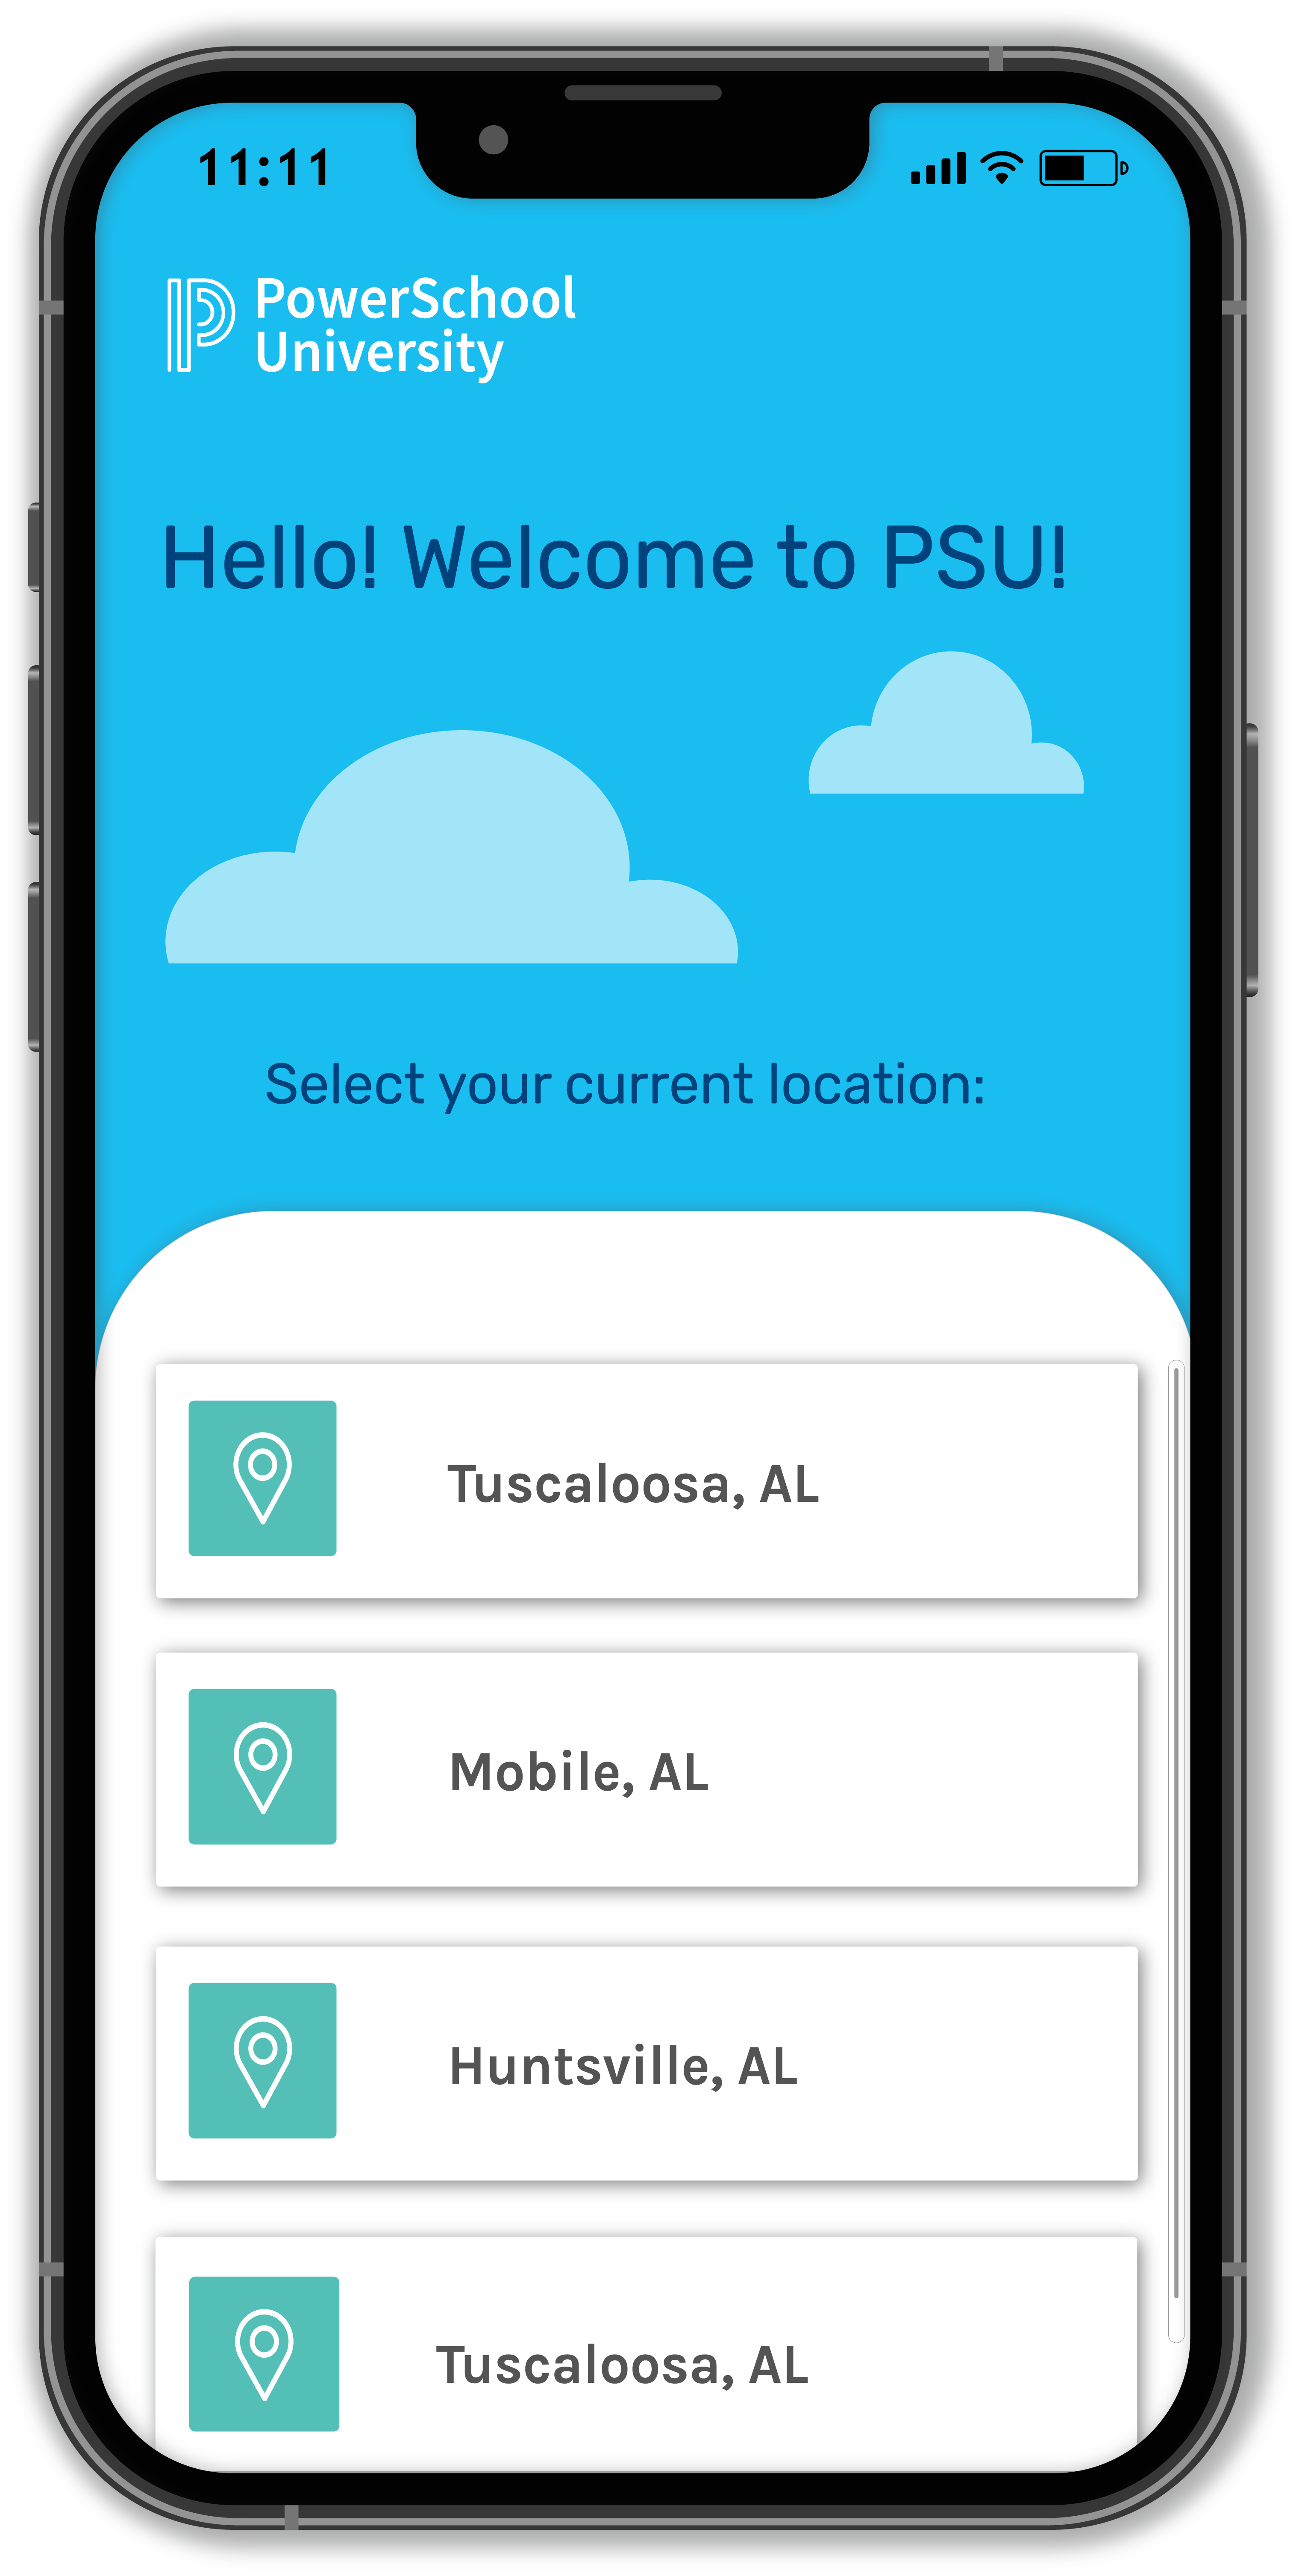 11:11
PowerSchool
University
Hello! Welcome to PSU!
Select your current location:
Tuscaloosa, AL
Mobile, AL
Huntsville, AL
Tuscaloosa, AL